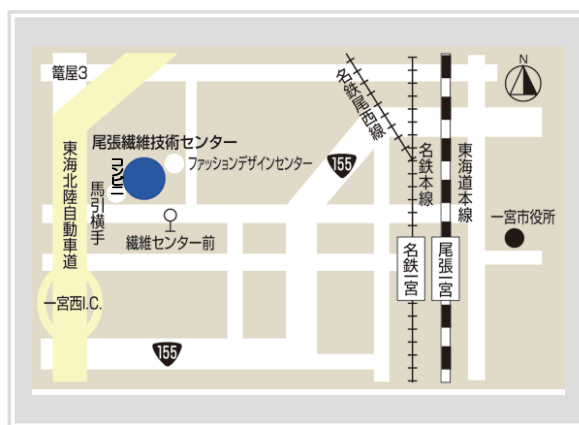 篭屋3
N
名鉄尾西線
尾張繊維技術センター
ファッションデザインセンター
155
名鉄本線
東海道本線
東海北陸自動車道
馬引横手
一宮市役所
繊維センター前
名鉄一宮
尾張一宮
一宮西I.C.
155